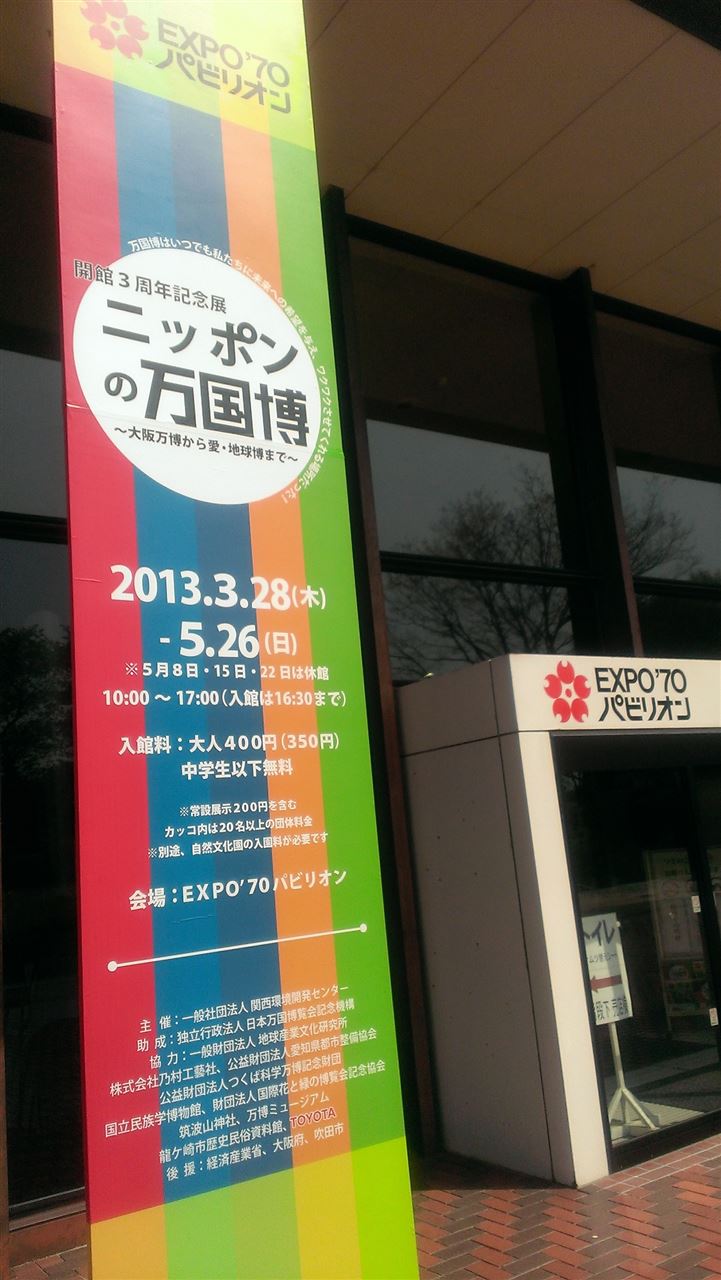 EXPO'70
パビリオン
万国博はいつでも私たちに未来への希望を与え、ワクワクさせてくれる場所だった！
開館３周年記念展
ニッポン
の万国博
～大阪万博から愛・地球博まで～
2013.3.28(木)
- 5.26(日)
※５月８日・15日・22日は休館
10:00 ～ 17:00（入館は16:30まで）
入館料：大人４００円（350円）
中学生以下無料
※常設展示２００円を含む
カッコ内は２０名以上の団体料金
※別途、自然文化園の入園料が必要です
会場：EXPO'70パビリオン
主　催：一般社団法人 関西環境開発センター
助　成：独立行政法人 日本万国博覧会記念機構
協　力：一般財団法人 地球産業文化研究所
株式会社乃村工藝社、公益財団法人愛知県都市整備協会
公益財団法人つくば科学万博記念財団
国立民族学博物館、財団法人国際花と緑の博覧会記念協会
筑波山神社、万博ミュージアム
龍ケ崎市歴史民俗資料館、TOYOTA
後　援：経済産業省、大阪府、吹田市
EXPO'70
パビリオン
トイレ